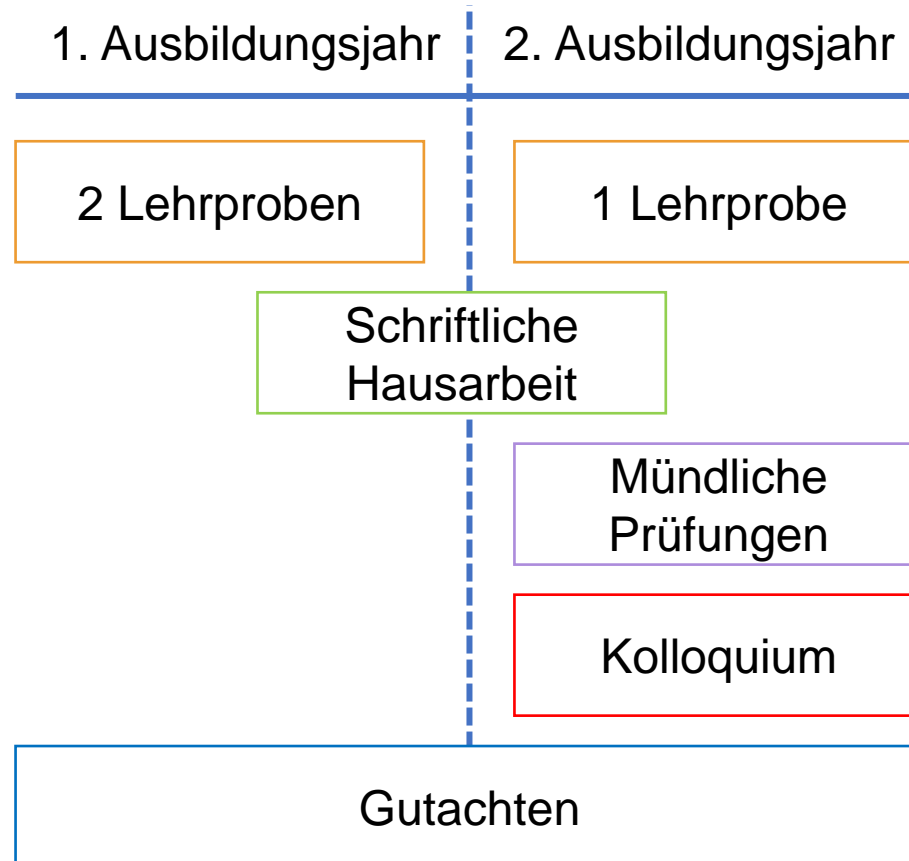 1. Ausbildungsjahr
2. Ausbildungsjahr
2 Lehrproben
1 Lehrprobe
Schriftliche
Hausarbeit
Mündliche
Prüfungen
Kolloquium
Gutachten